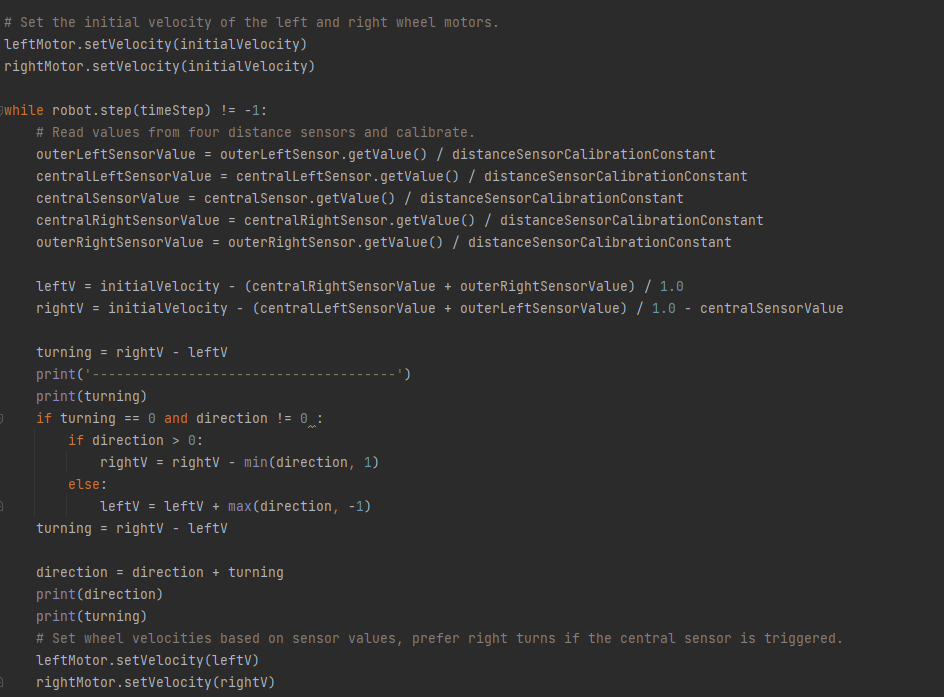 # Set the initial velocity of the left and right wheel motors.
leftMotor.setVelocity(initialVelocity)
rightMotor.setVelocity(initialVelocity)
while robot.step(timeStep) != -1:
    # Read values from four distance sensors and calibrate.
    outerLeftSensorValue = outerLeftSensor.getValue() / distanceSensorCalibrationConstant
    centralLeftSensorValue = centralLeftSensor.getValue() / distanceSensorCalibrationConstant
    centralSensorValue = centralSensor.getValue() / distanceSensorCalibrationConstant
    centralRightSensorValue = centralRightSensor.getValue() / distanceSensorCalibrationConstant
    outerRightSensorValue = outerRightSensor.getValue() / distanceSensorCalibrationConstant
    leftV = initialVelocity - (centralRightSensorValue + outerRightSensorValue) / 1.0
    rightV = initialVelocity - (centralLeftSensorValue + outerLeftSensorValue) / 1.0 - centralSensorValue
    turning = rightV - leftV
    print('--------------------------------------')
    print(turning)
    if turning == 0 and direction != 0 :
        if direction > 0:
            rightV = rightV - min(direction, 1)
        else:
            leftV = leftV + max(direction, -1)
    turning = rightV - leftV
    direction = direction + turning
    print(direction)
    print(turning)
    # Set wheel velocities based on sensor values, prefer right turns if the central sensor is triggered.
    leftMotor.setVelocity(leftV)
    rightMotor.setVelocity(rightV)